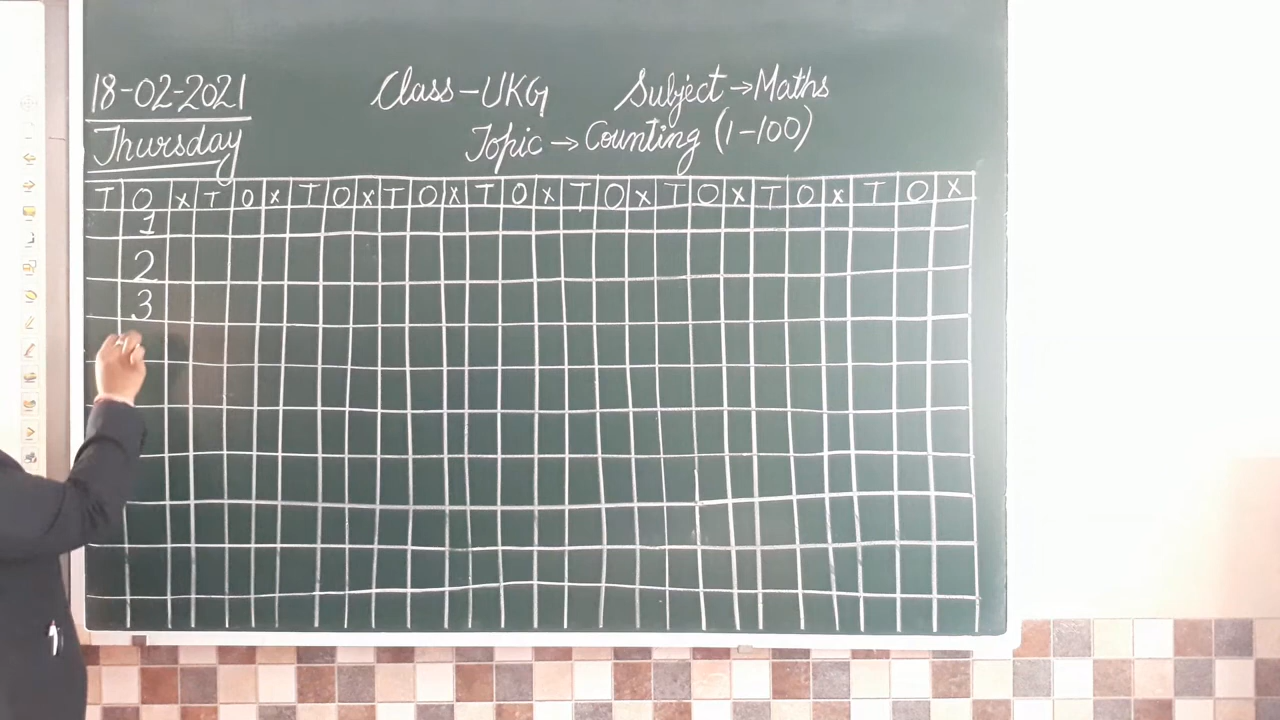 18-02-2021 Class-UKG Subject→Maths
Thursday Topic→Counting (1-100)
T O x T O x T O x T O x T O x T O x T O x T O x T O x
1
2
3